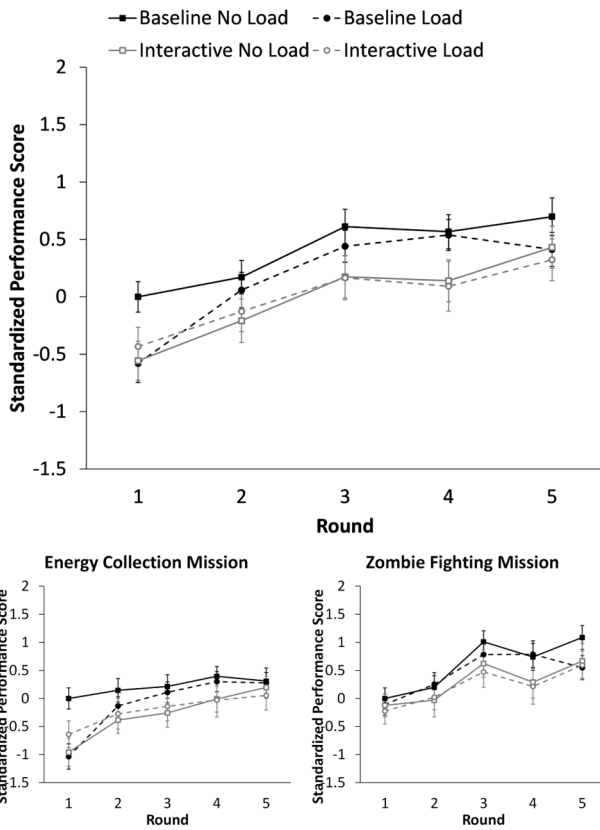 Baseline No Load Baseline Load
Interactive No Load Interactive Load
Standardized Performance Score
2
1.5
1
0.5
0
-0.5
-1
-1.5
1 2 3 4 5
Round
Energy Collection Mission
Standardized Performance Score
2
1.5
1
0.5
0
-0.5
-1
1.5
1 2 3 4 5
Round
Zombie Fighting Mission
Standardized Performance Score
2
1.5
1
0.5
0
-0.5
-1
1.5
1 2 3 4 5
Round